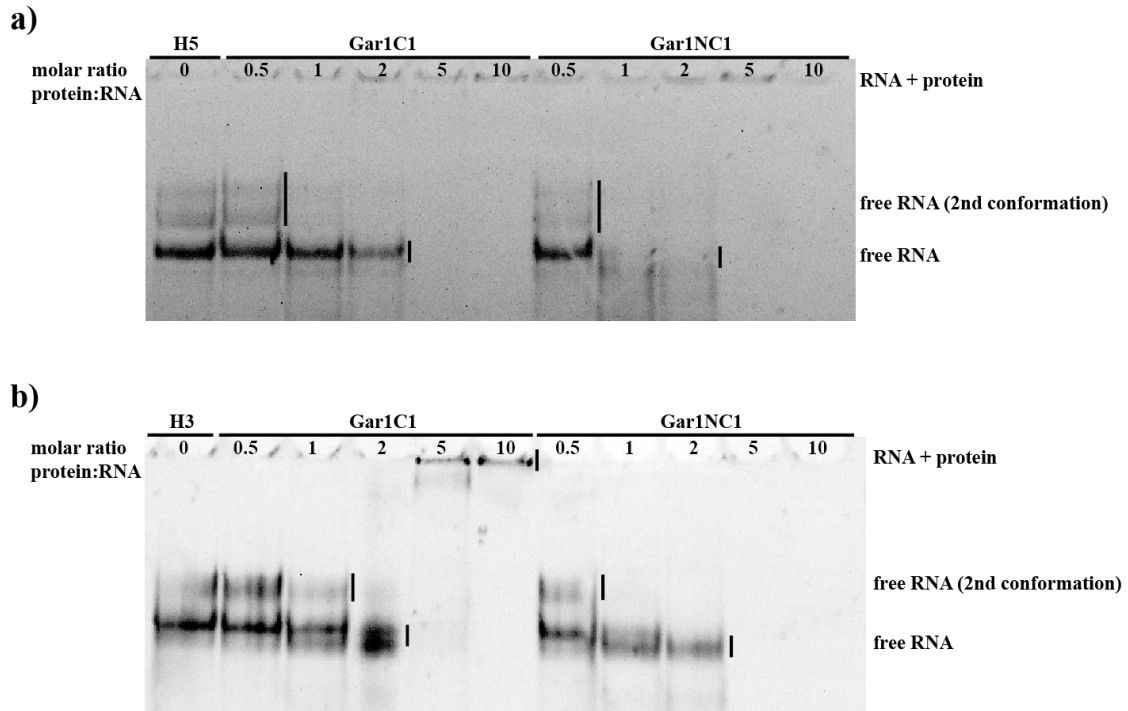 a)
H5 Gar1C1 Gar1NC1
molar ratio 0 0.5 1 2 5 10 0.5 1 2 5 10
protein:RNA RNA + protein
free RNA (2nd conformation)
free RNA
b)
H3 Gar1C1 Gar1NC1
molar ratio 0 0.5 1 2 5 10 0.5 1 2 5 10
protein:RNA RNA + protein
free RNA (2nd conformation)
free RNA